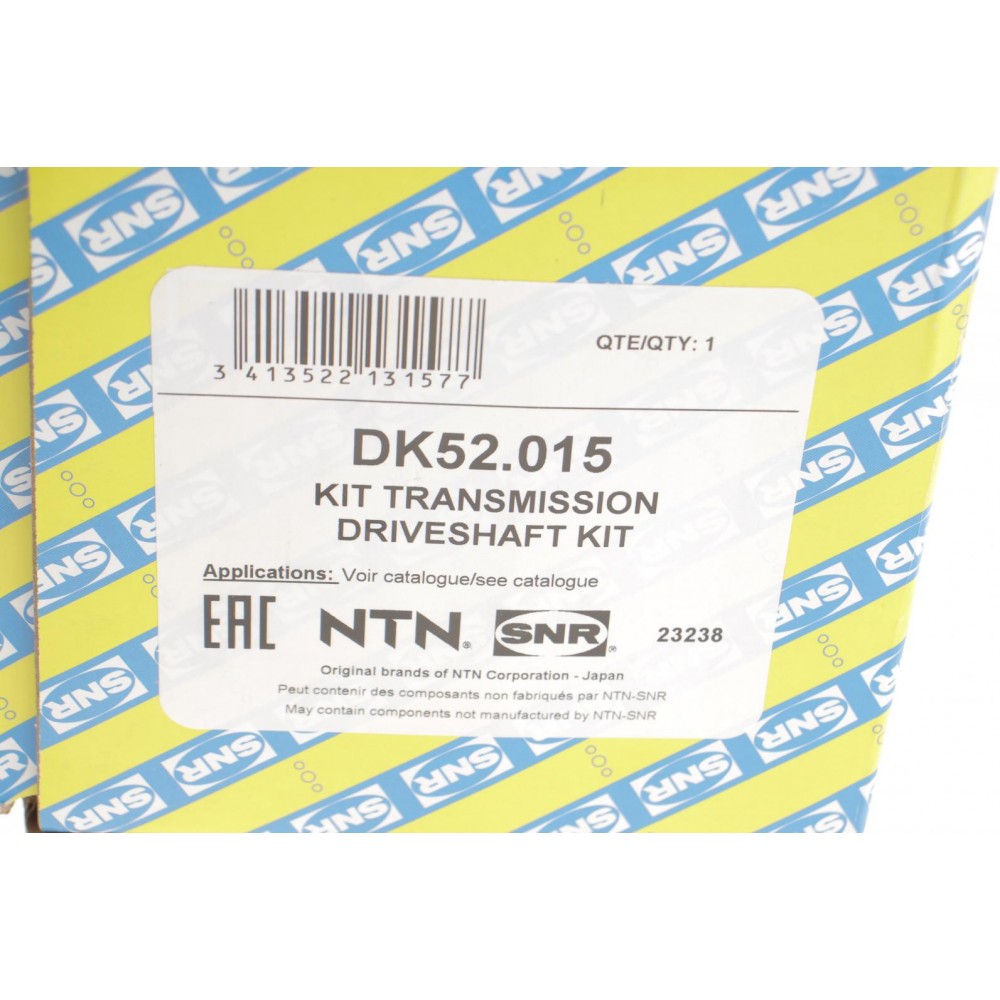 QTE/QTY: 1
3 413522 131577
DK52.015
KIT TRANSMISSION
DRIVESHAFT KIT
Applications: Voir catalogue/see catalogue
EAC NTN® SNR® 23238
Original brands of NTN Corporation - Japan
Peut contenir des composants non fabriqués par NTN-SNR
May contain components not manufactured by NTN-SNR
SNR